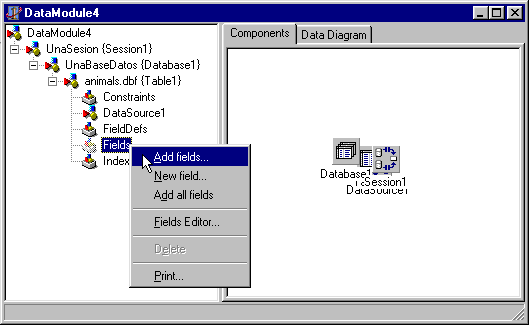 DataModule4
DataModule4
UnaSesion {Session1}
UnaBaseDatos {Database1}
animals.dbf {Table1}
Constraints
DataSource1
FieldDefs
Fields
Index
Add fields...
New field...
Add all fields
Fields Editor...
Delete
Print...
Components
Data Diagram
Database1
Session1
DataSource1